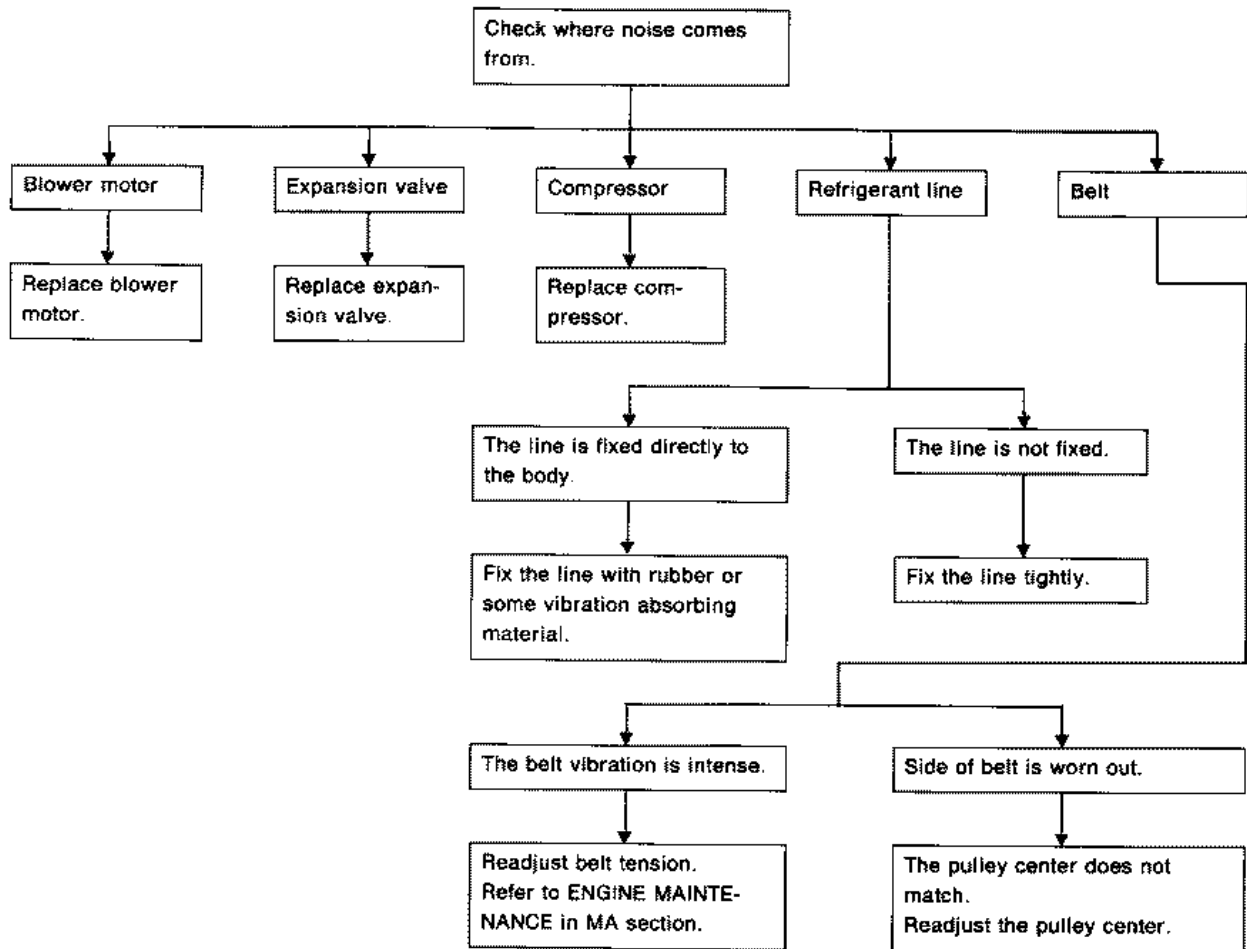 Check where noise comes
from.
Blower motor
Expansion valve
Compressor
Refrigerant line
Belt
Replace blower
motor.
Replace expan-
sion valve.
Replace com-
pressor.
The line is fixed directly to
the body.
The line is not fixed.
Fix the line with rubber or
some vibration absorbing
material.
Fix the line tightly.
The belt vibration is intense.
Side of belt is worn out.
Readjust belt tension.
Refer to ENGINE MAINTE-
NANCE in MA section.
The pulley center does not
match.
Readjust the pulley center.